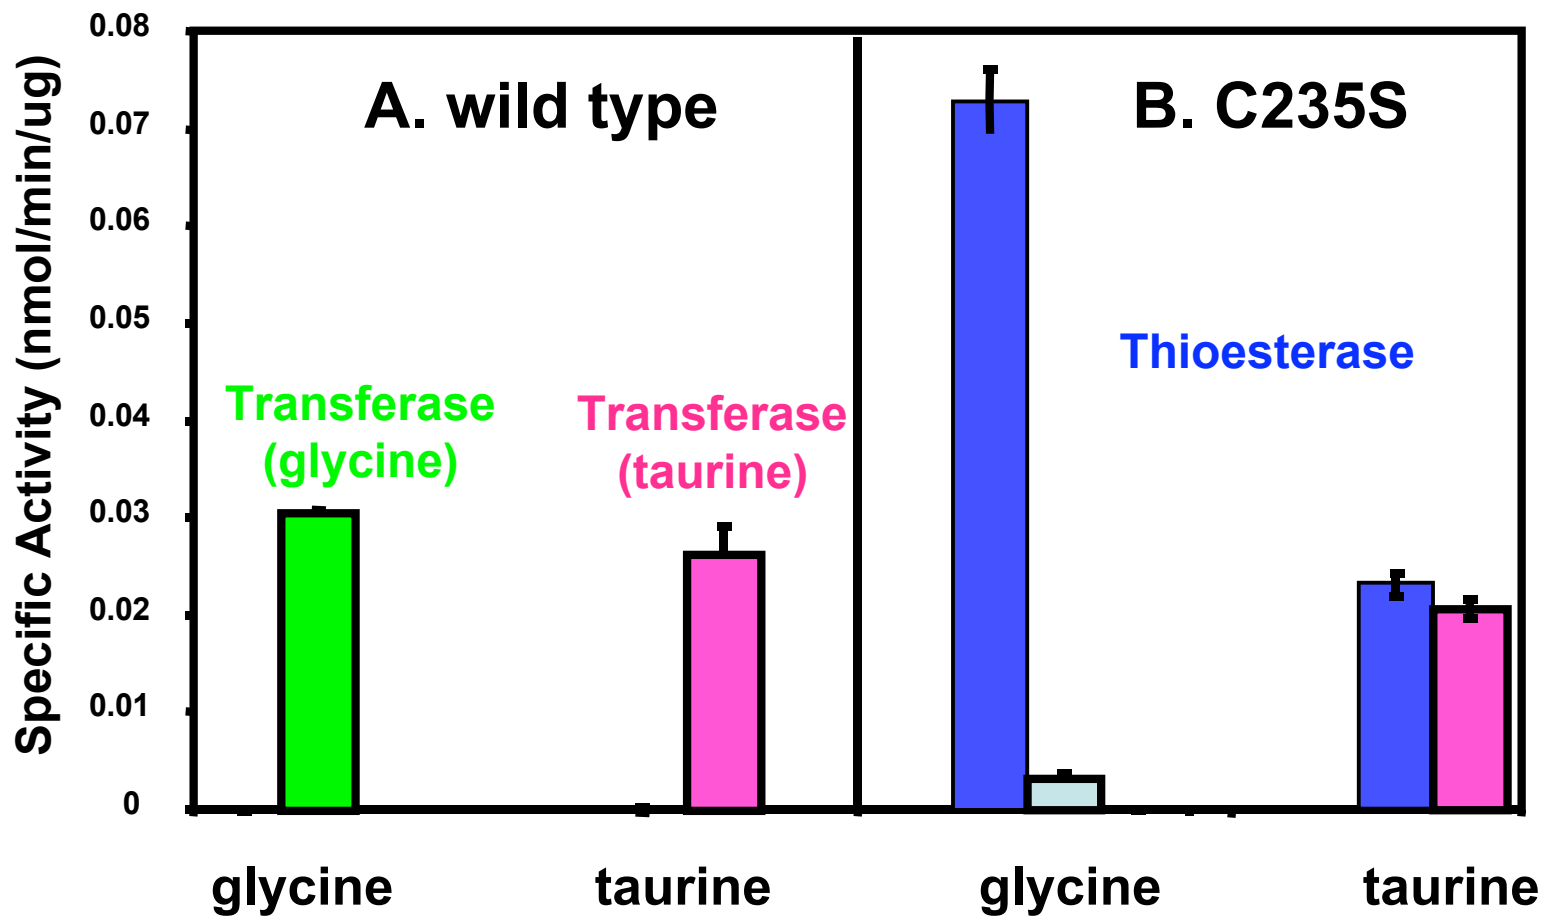 Specific Activity (nmol/min/ug)
0.08
0.07
0.06
0.05
0.04
0.03
0.02
0.01
0
A. wild type
Transferase
(glycine)
Transferase
(taurine)
B. C235S
Thioesterase
glycine
taurine
glycine
taurine